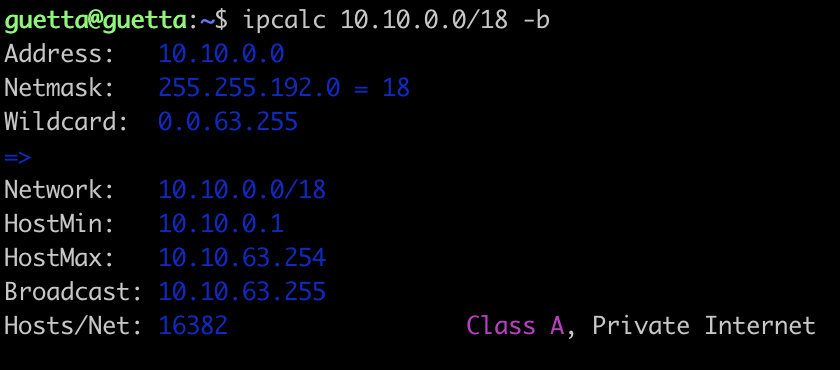 guetta@guetta:~$ ipcalc 10.10.0.0/18 -b
Address:   10.10.0.0
Netmask:   255.255.192.0 = 18
Wildcard:  0.0.63.255
=>
Network:   10.10.0.0/18
HostMin:   10.10.0.1
HostMax:   10.10.63.254
Broadcast: 10.10.63.255
Hosts/Net: 16382                 Class A, Private Internet